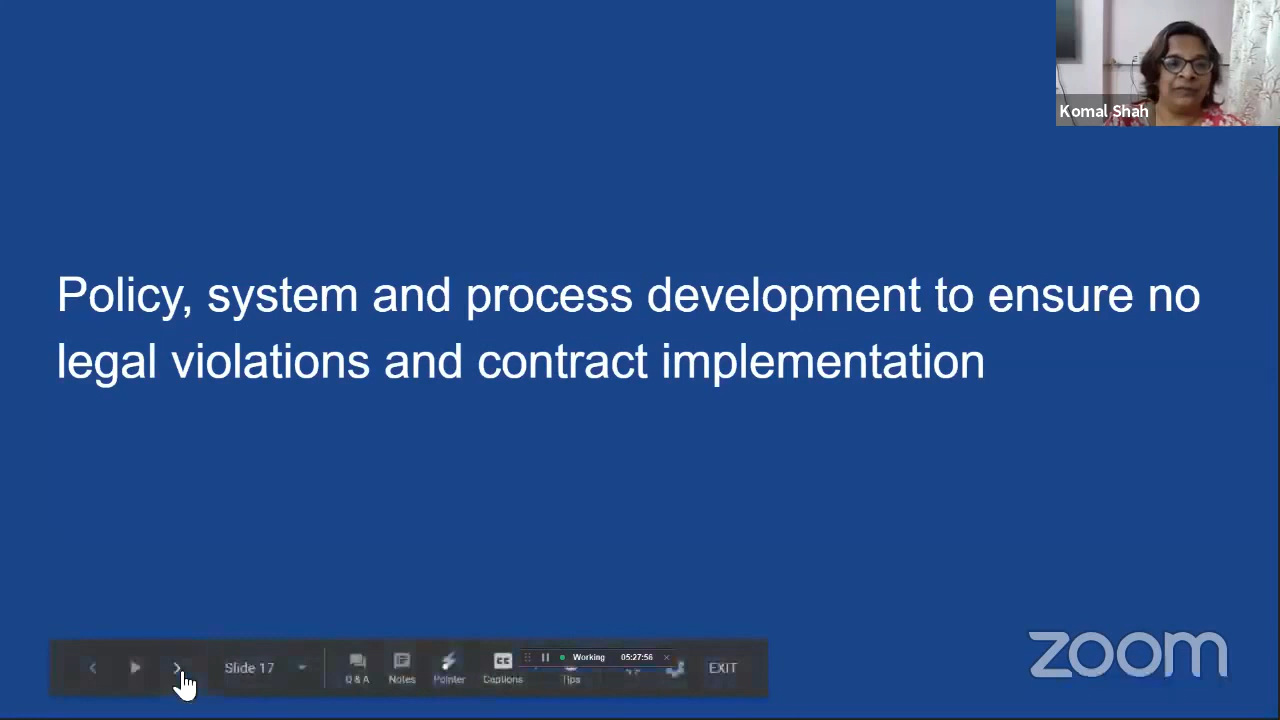 Komal Shah
Policy, system and process development to ensure no
legal violations and contract implementation
Slide 17
Q & A
Notes
Pointer
Captions
Working
05:27:56
Tips
EXIT
zoom